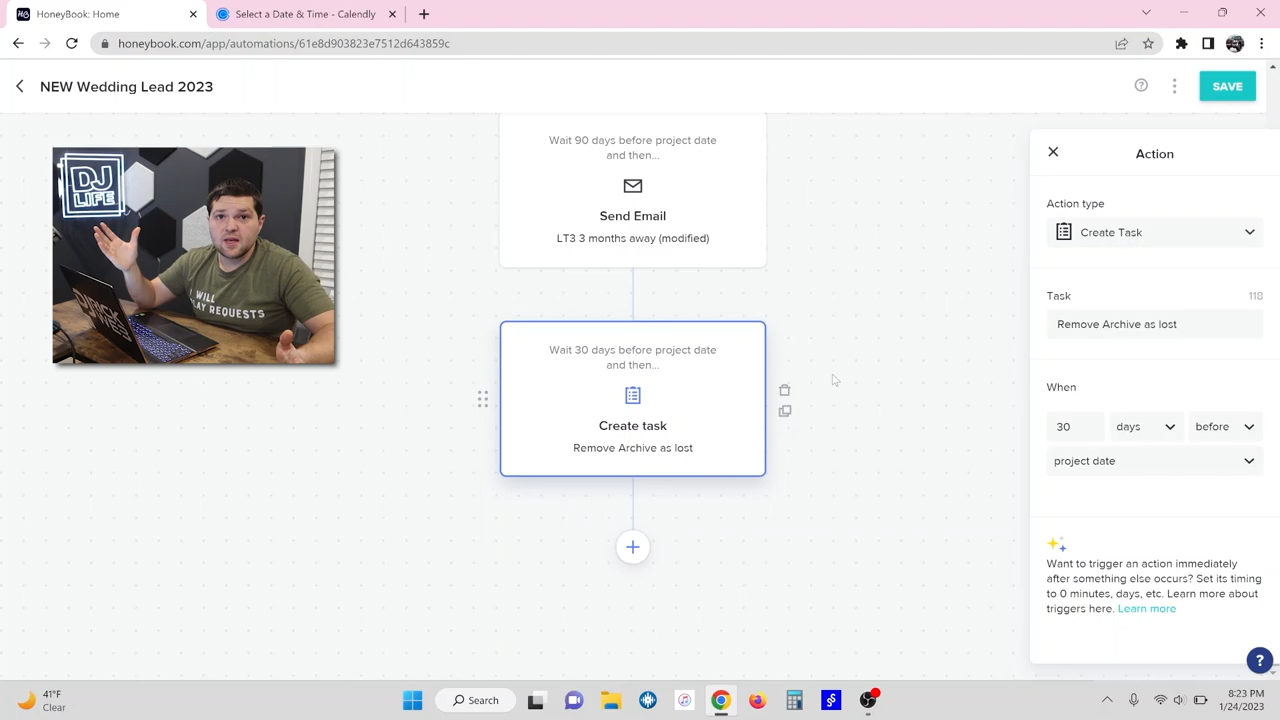 HoneyBook: Home
Select a Date & Time - Calendly
honeybook.com/app/automations/61e8d903823e7512d643859c
NEW Wedding Lead 2023
SAVE
Wait 90 days before project date
and then...
Send Email
LT3 3 months away (modified)
Wait 30 days before project date
and then...
Create task
Remove Archive as lost
DJ
LIFE
I WILL
PLAY REQUESTS
Action
Action type
Create Task
Task
118
Remove Archive as lost
When
30
days
before
project date
Want to trigger an action immediately
after something else occurs? Set its timing
to 0 minutes, days, etc. Learn more about
triggers here. Learn more
41°F
Clear
Search
8:23 PM
1/24/2023